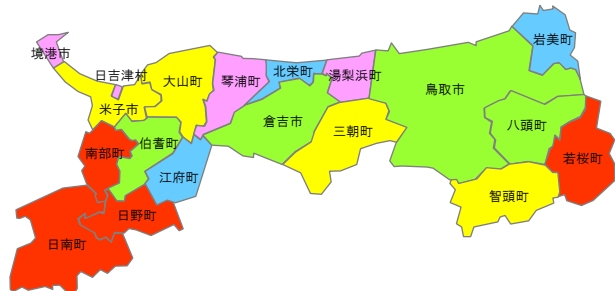 境港市
日吉津村
米子市
大山町
琴浦町
北栄町
湯梨浜町
鳥取市
岩美町
南部町
伯耆町
倉吉市
三朝町
八頭町
若桜町
江府町
智頭町
日野町
日南町